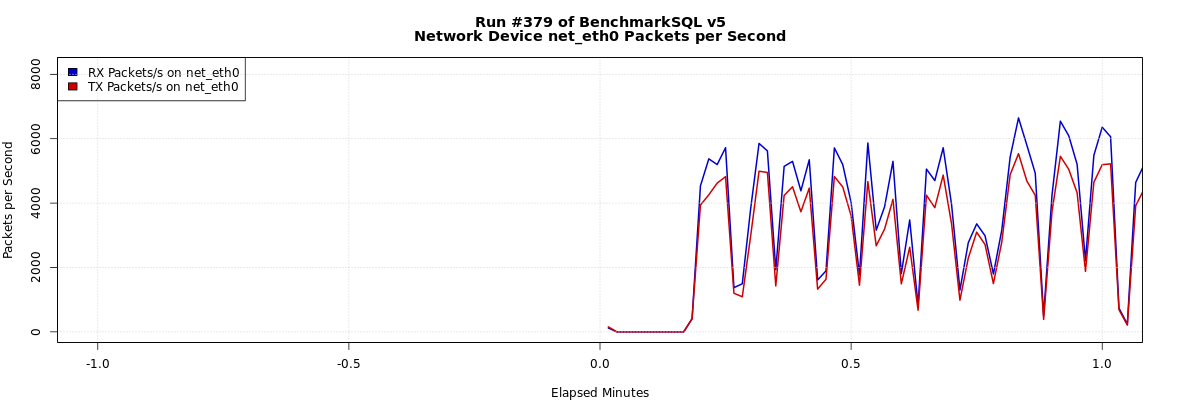 Run #379 of BenchmarkSQL v5
Network Device net_eth0 Packets per Second
RX Packets/s on net_eth0
TX Packets/s on net_eth0
Packets per Second
8000
6000
4000
2000
0
-1.0
-0.5
0.0
0.5
1.0
Elapsed Minutes